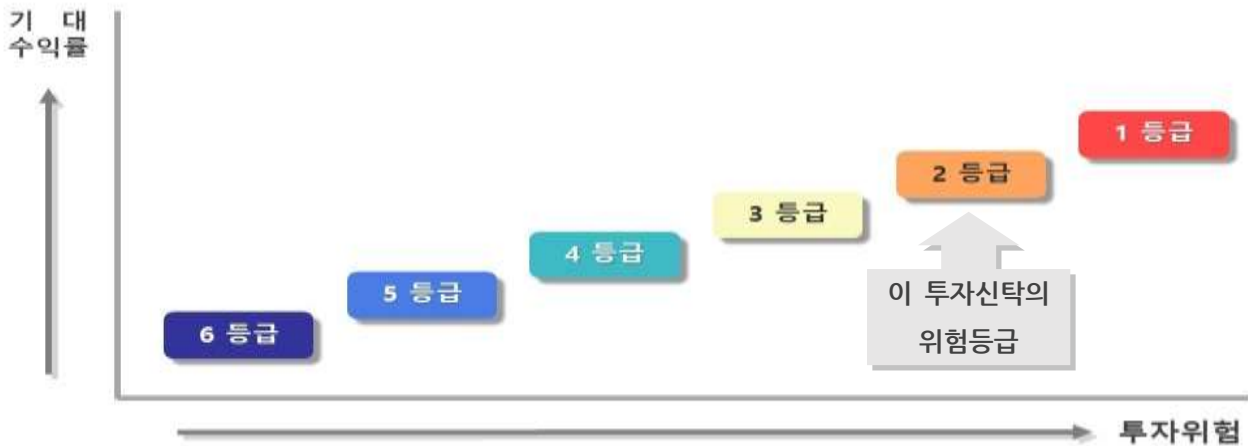 기 대
수익률
1 등급
2 등급
3 등급
4 등급
5 등급
6 등급
이 투자신탁의
위험등급
투자위험